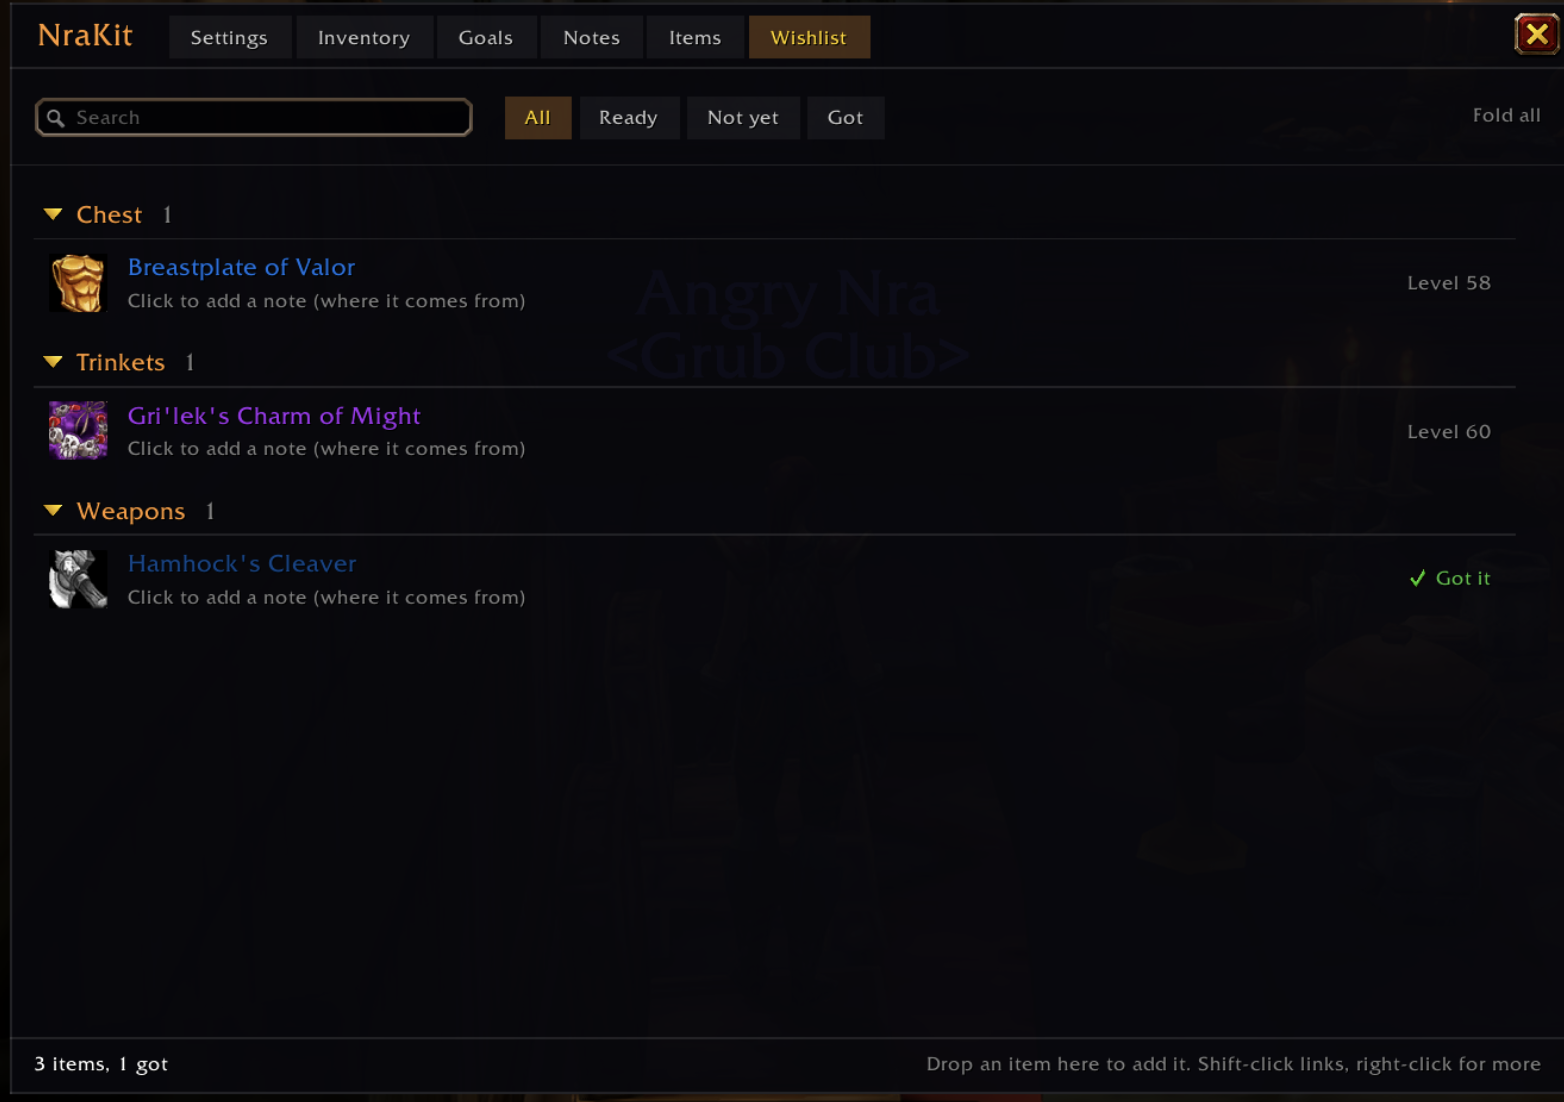 NraKit Settings Inventory Goals Notes Items Wishlist
Search All Ready Not yet Got Fold all
Chest 1
Breastplate of Valor
Click to add a note (where it comes from)
Level 58
Angry Nra
<Grub Club>
Trinkets 1
Gri'lek's Charm of Might
Click to add a note (where it comes from)
Level 60
Weapons 1
Hamhock's Cleaver
Click to add a note (where it comes from)
Got it
3 items, 1 got
Drop an item here to add it. Shift-click links, right-click for more